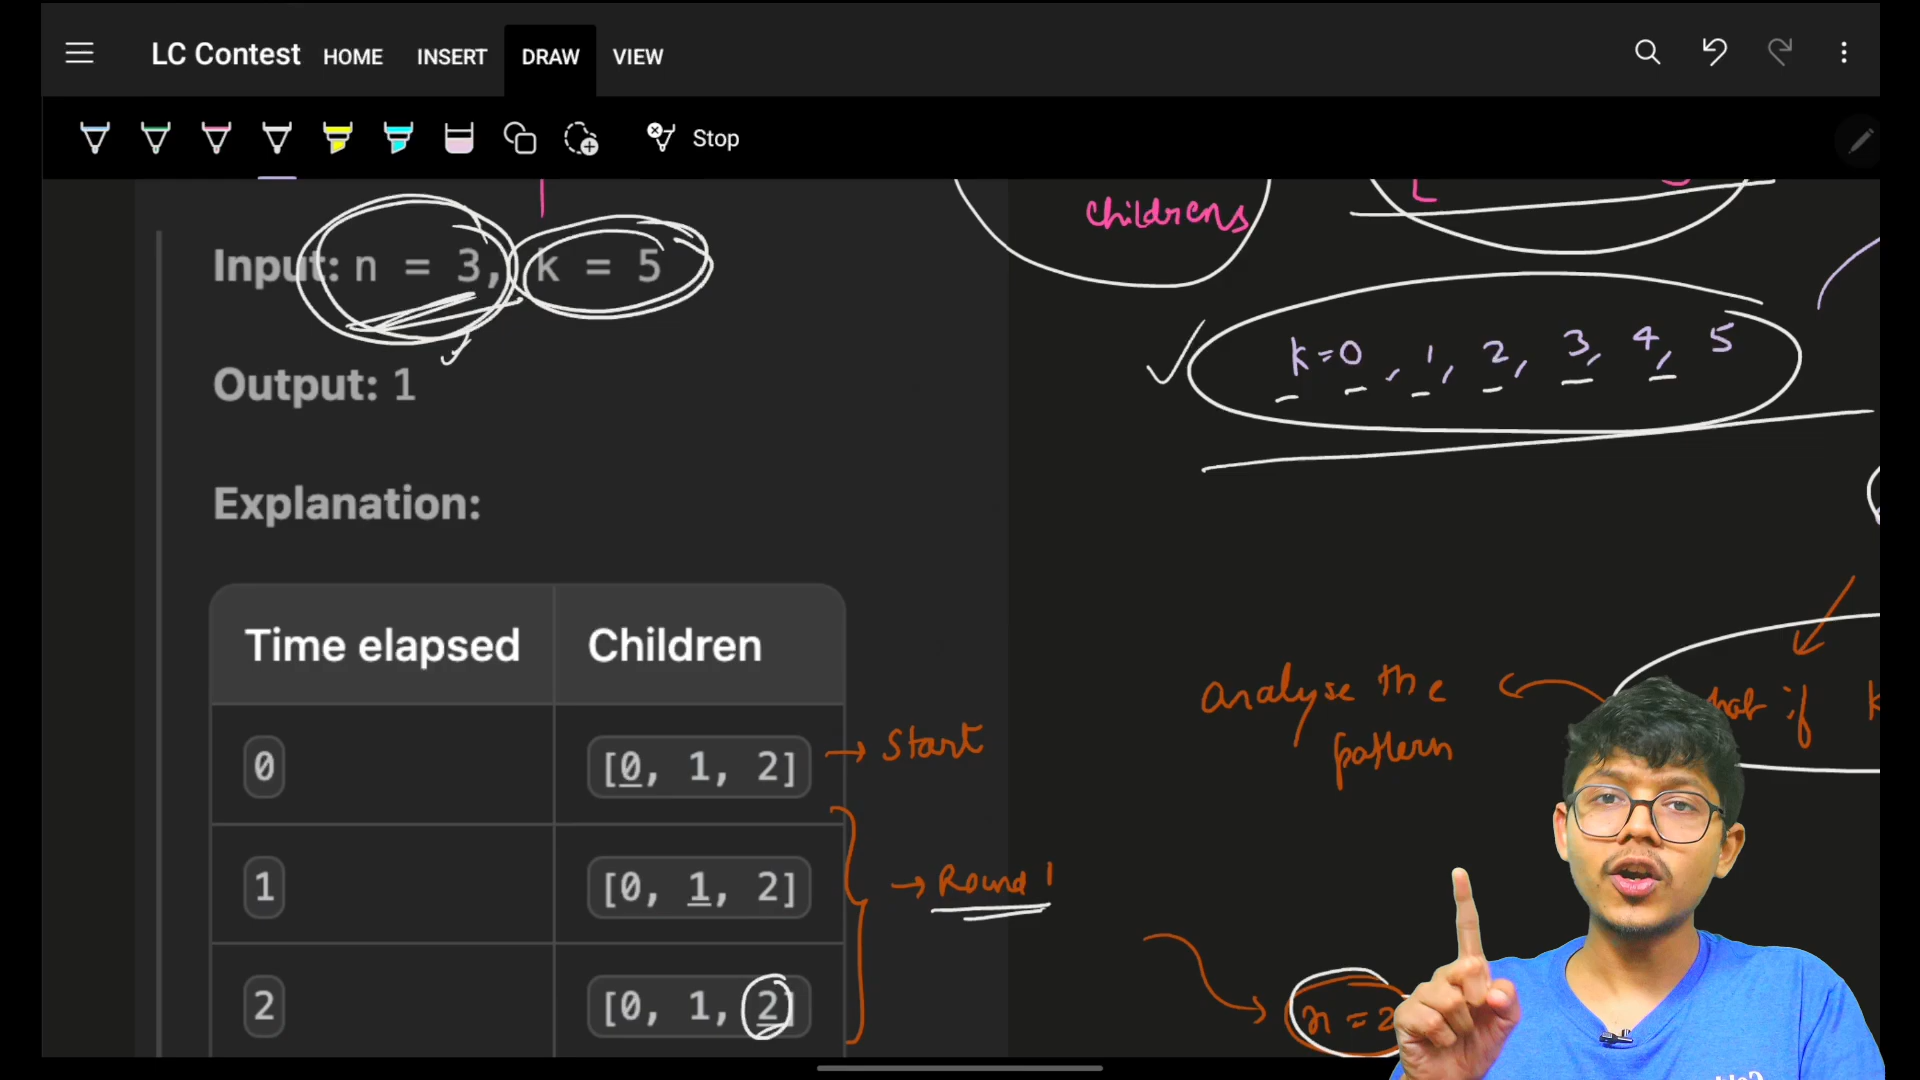 LC Contest HOME INSERT DRAW VIEW
Stop
childrens
Input: n = 3, k = 5
k=0, 1, 2, 3, 4, 5
Output: 1
Explanation:
Time elapsed Children
analyse the
pattern
if K
0 [0, 1, 2] → Start
1 [0, 1, 2] → Round 1
2 [0, 1, 2]
n = 2